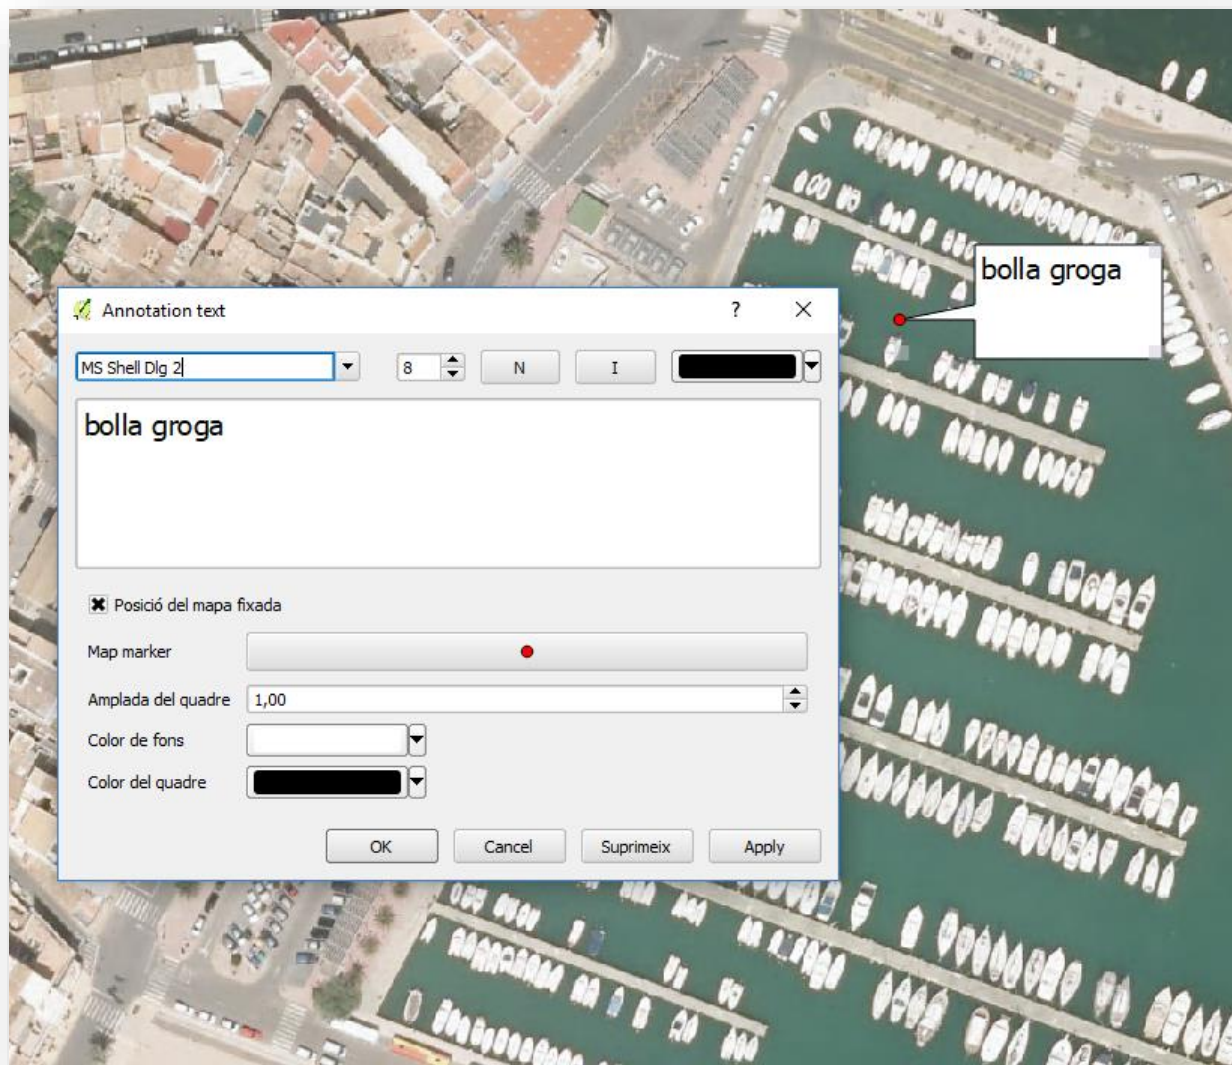 bolla groga
Annotation text ?
MS Shell Dlg 2 8 N I
bolla groga
Posició del mapa fixada
Map marker
Amplada del quadre 1,00
Color de fons
Color del quadre
OK Cancel Suprimeix Apply